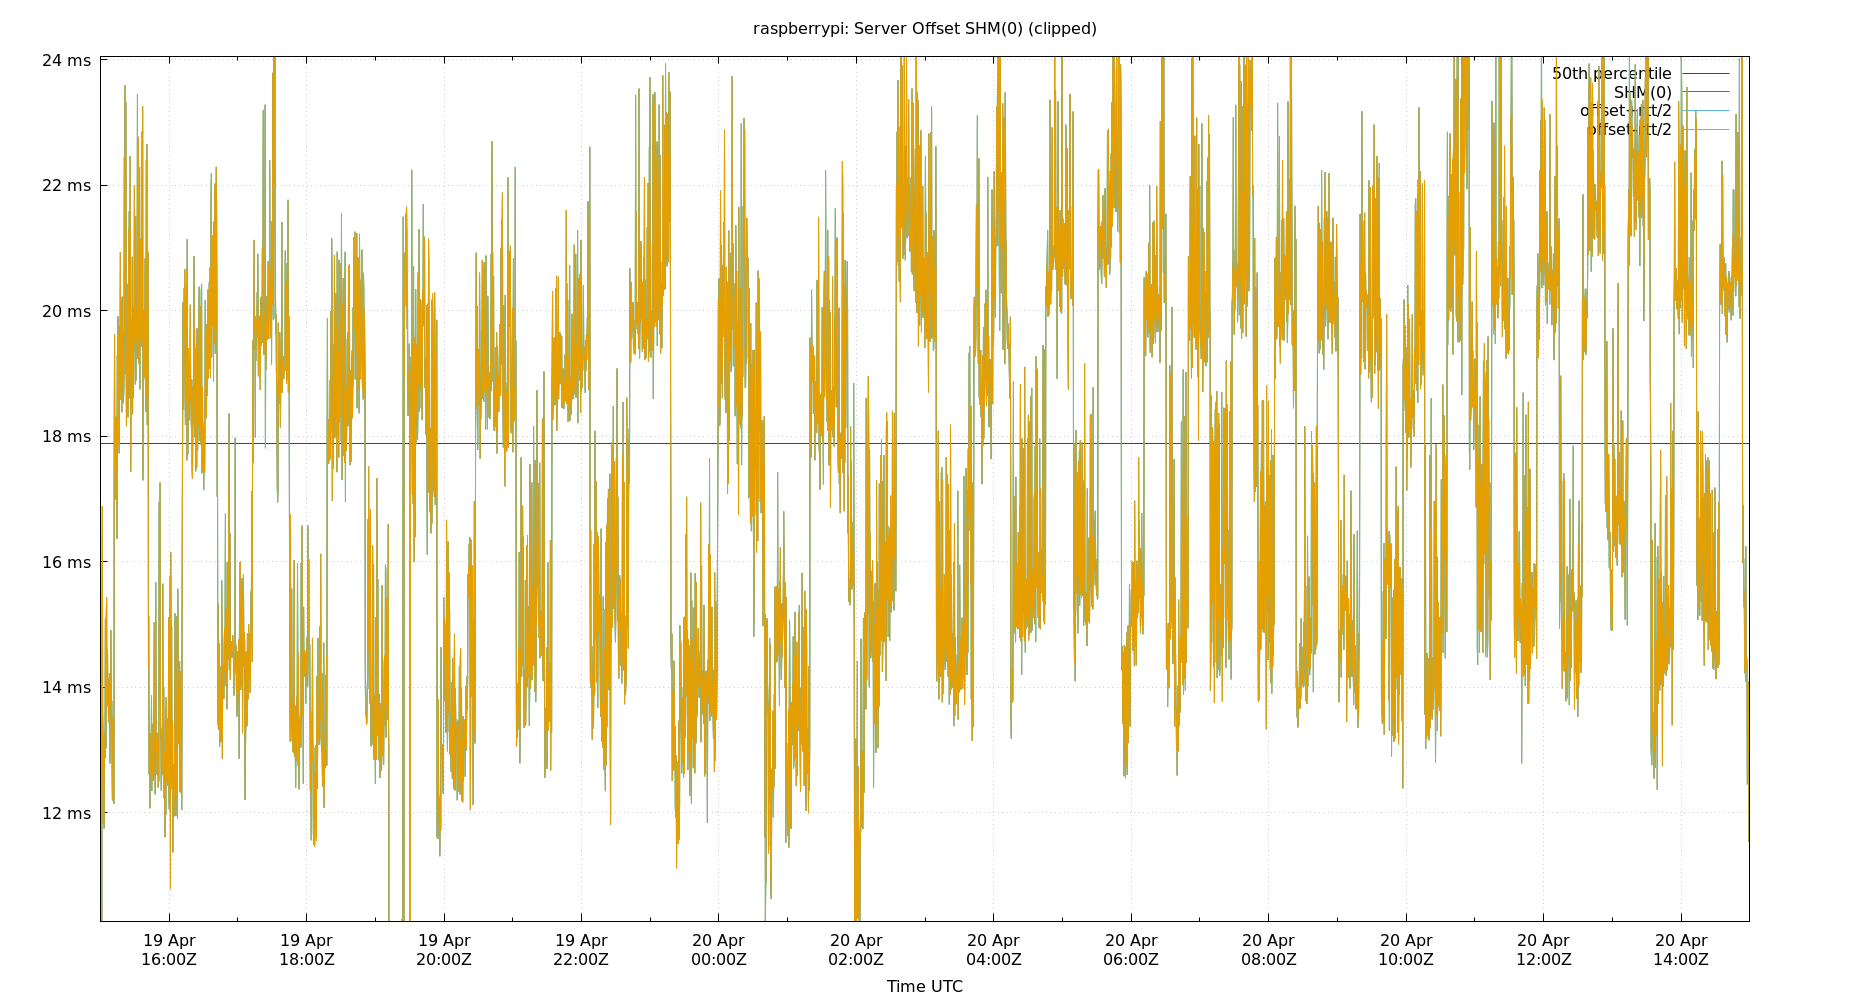 raspberrypi: Server Offset SHM(0) (clipped)
24 ms
22 ms
20 ms
18 ms
16 ms
14 ms
12 ms
50th percentile
SHM(0)
offset+rtt/2
offset-rtt/2
19 Apr 19 Apr 19 Apr 19 Apr 20 Apr 20 Apr 20 Apr 20 Apr 20 Apr 20 Apr 20 Apr 20 Apr
16:00Z 18:00Z 20:00Z 22:00Z 00:00Z 02:00Z 04:00Z 06:00Z 08:00Z 10:00Z 12:00Z 14:00Z
Time UTC